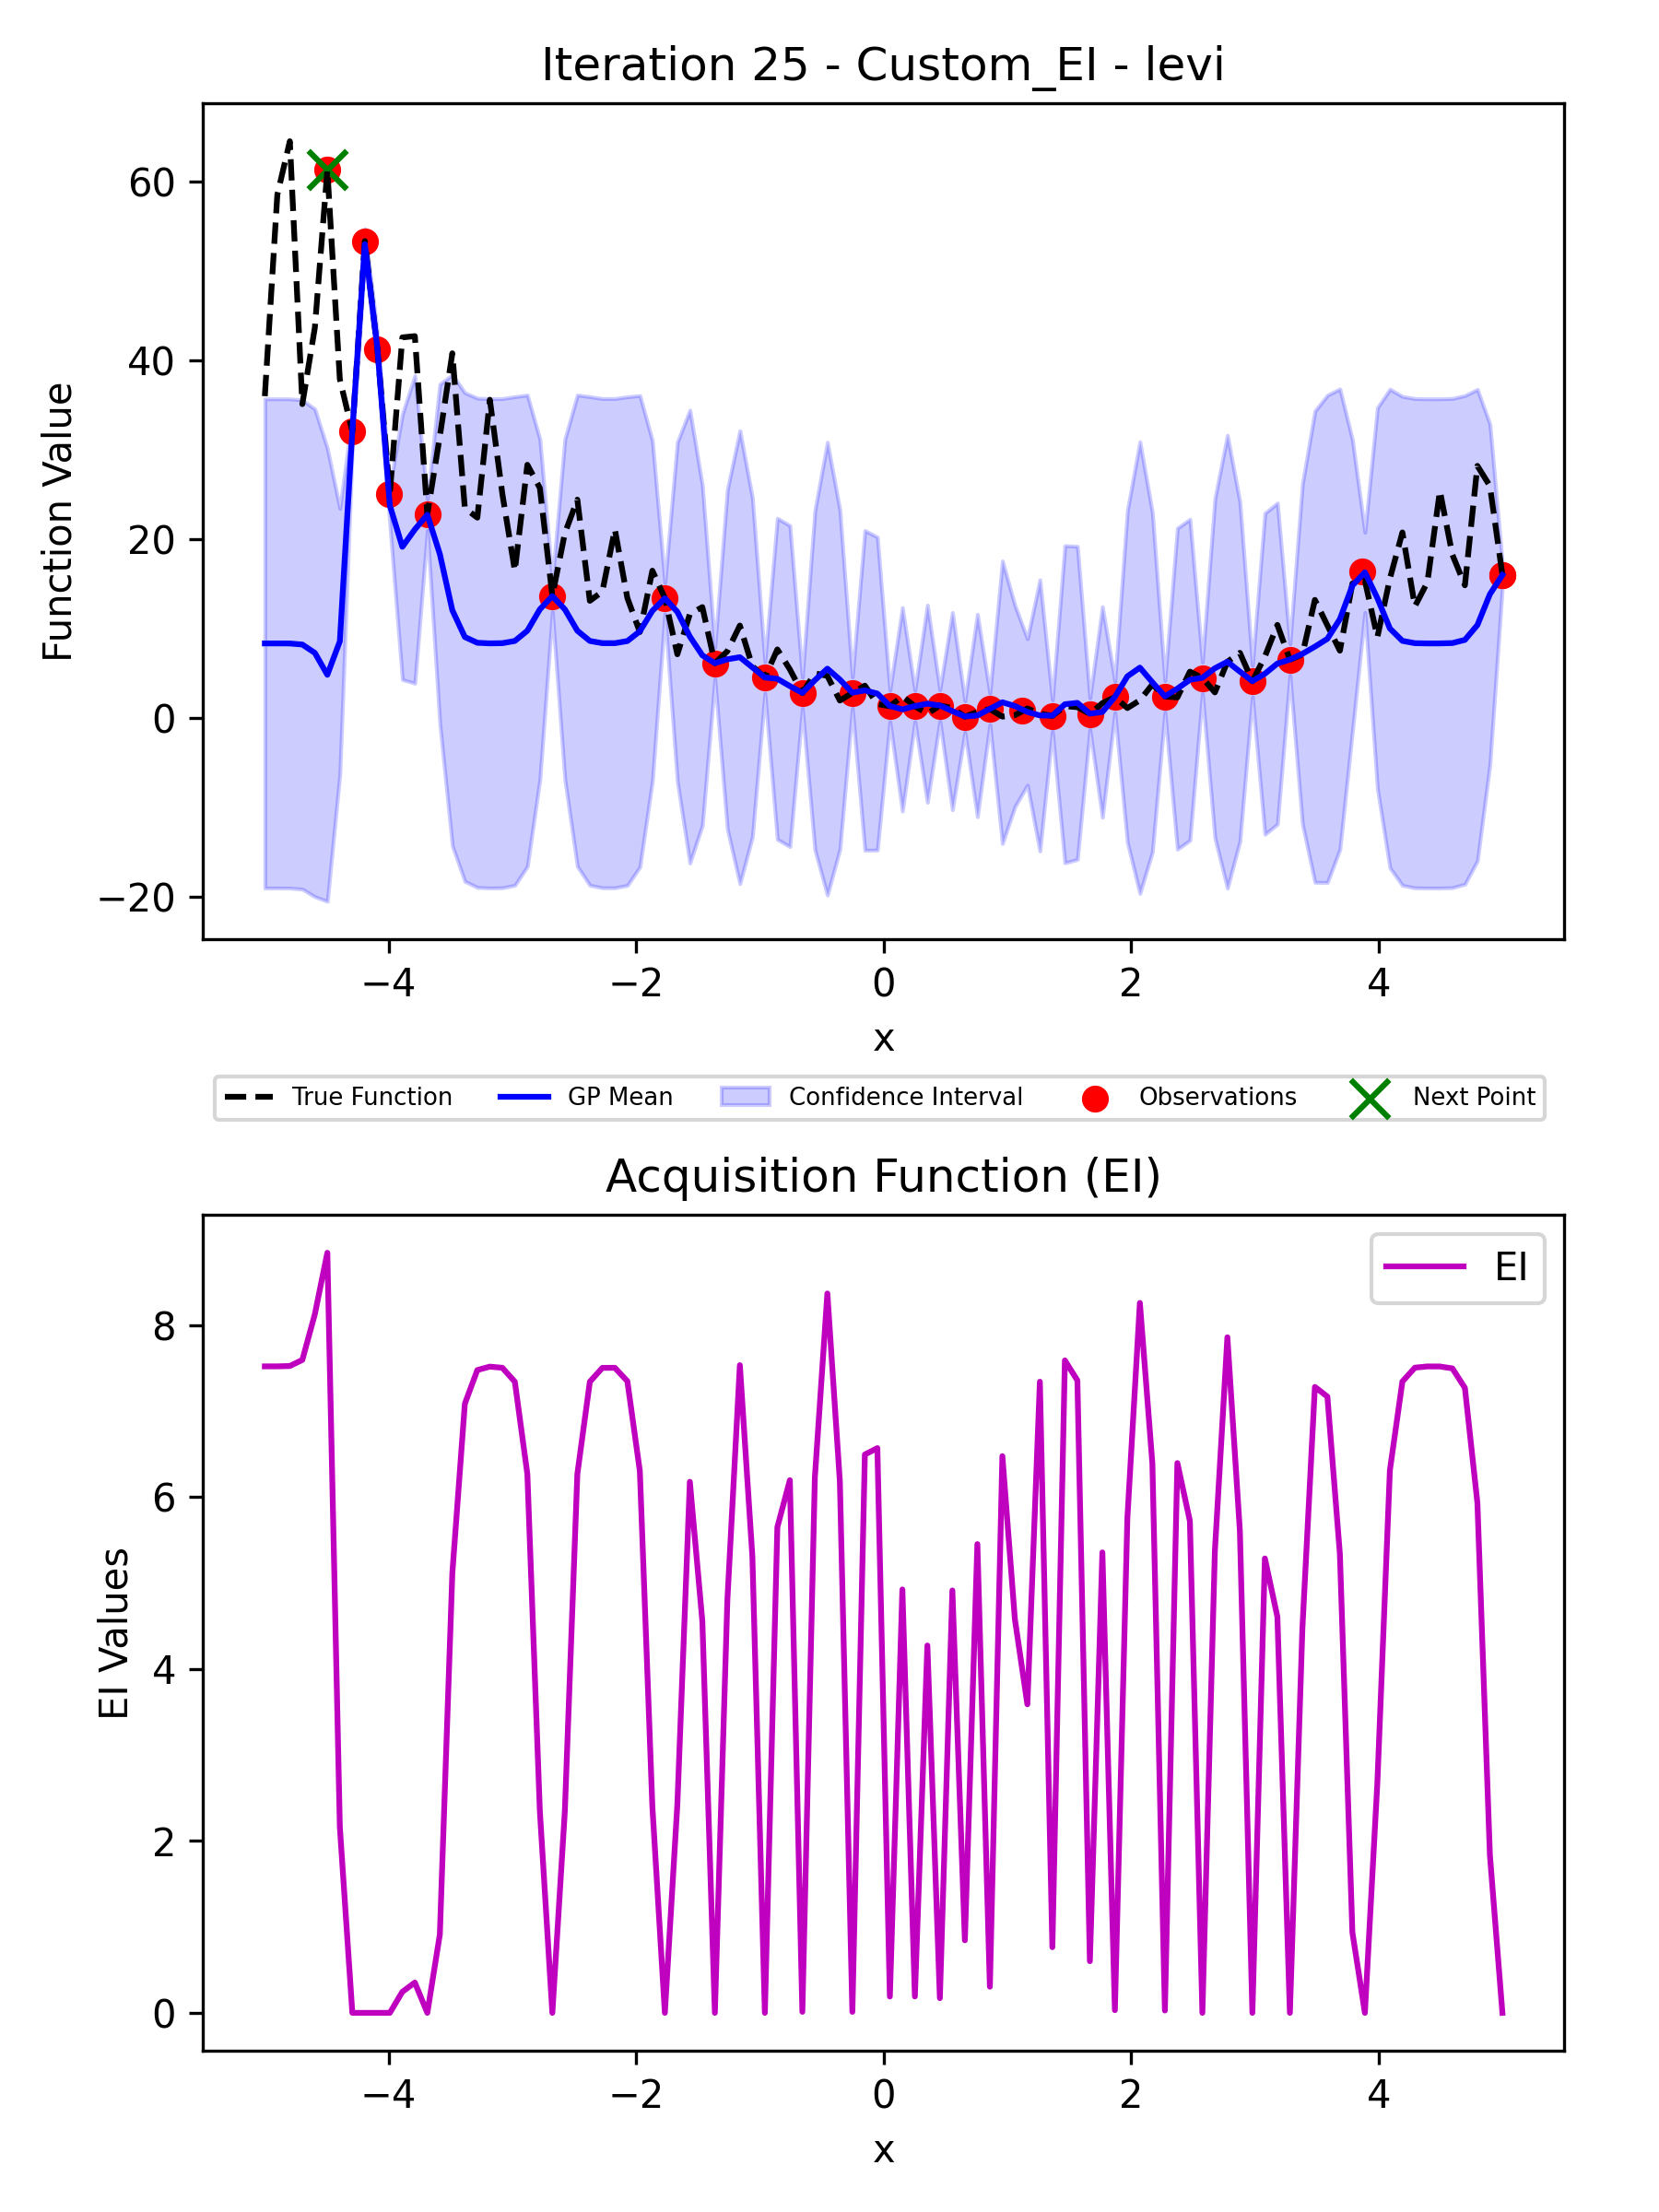 Iteration 25 - Custom_EI - levi
Function Value
60
40
20
0
−20
−4
−2
0
2
4
x
True Function
GP Mean
Confidence Interval
Observations
Next Point
Acquisition Function (EI)
EI Values
EI
8
6
4
2
0
−4
−2
0
2
4
x